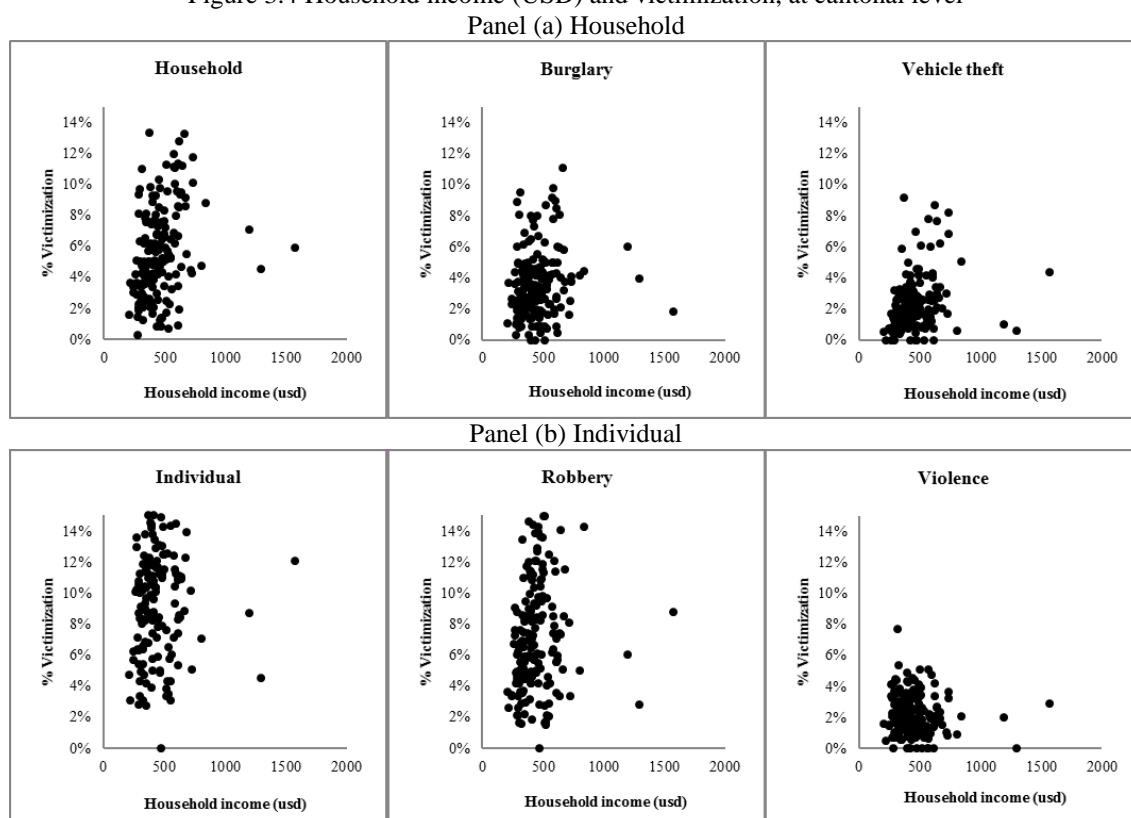 Figure 3.4 Household income (USD) and victimization, at cantonal level
Panel (a) Household
Household
% Victimization
14%
12%
10%
8%
6%
4%
2%
0%
0 500 1000 1500 2000
Household income (usd)
Burglary
% Victimization
14%
12%
10%
8%
6%
4%
2%
0%
0 500 1000 1500 2000
Household income (usd)
Vehicle theft
% Victimization
14%
12%
10%
8%
6%
4%
2%
0%
0 500 1000 1500 2000
Household income (usd)
Panel (b) Individual
Individual
% Victimization
14%
12%
10%
8%
6%
4%
2%
0%
0 500 1000 1500 2000
Household income (usd)
Robbery
% Victimization
14%
12%
10%
8%
6%
4%
2%
0%
0 500 1000 1500 2000
Household income (usd)
Violence
% Victimization
14%
12%
10%
8%
6%
4%
2%
0%
0 500 1000 1500 2000
Household income (usd)